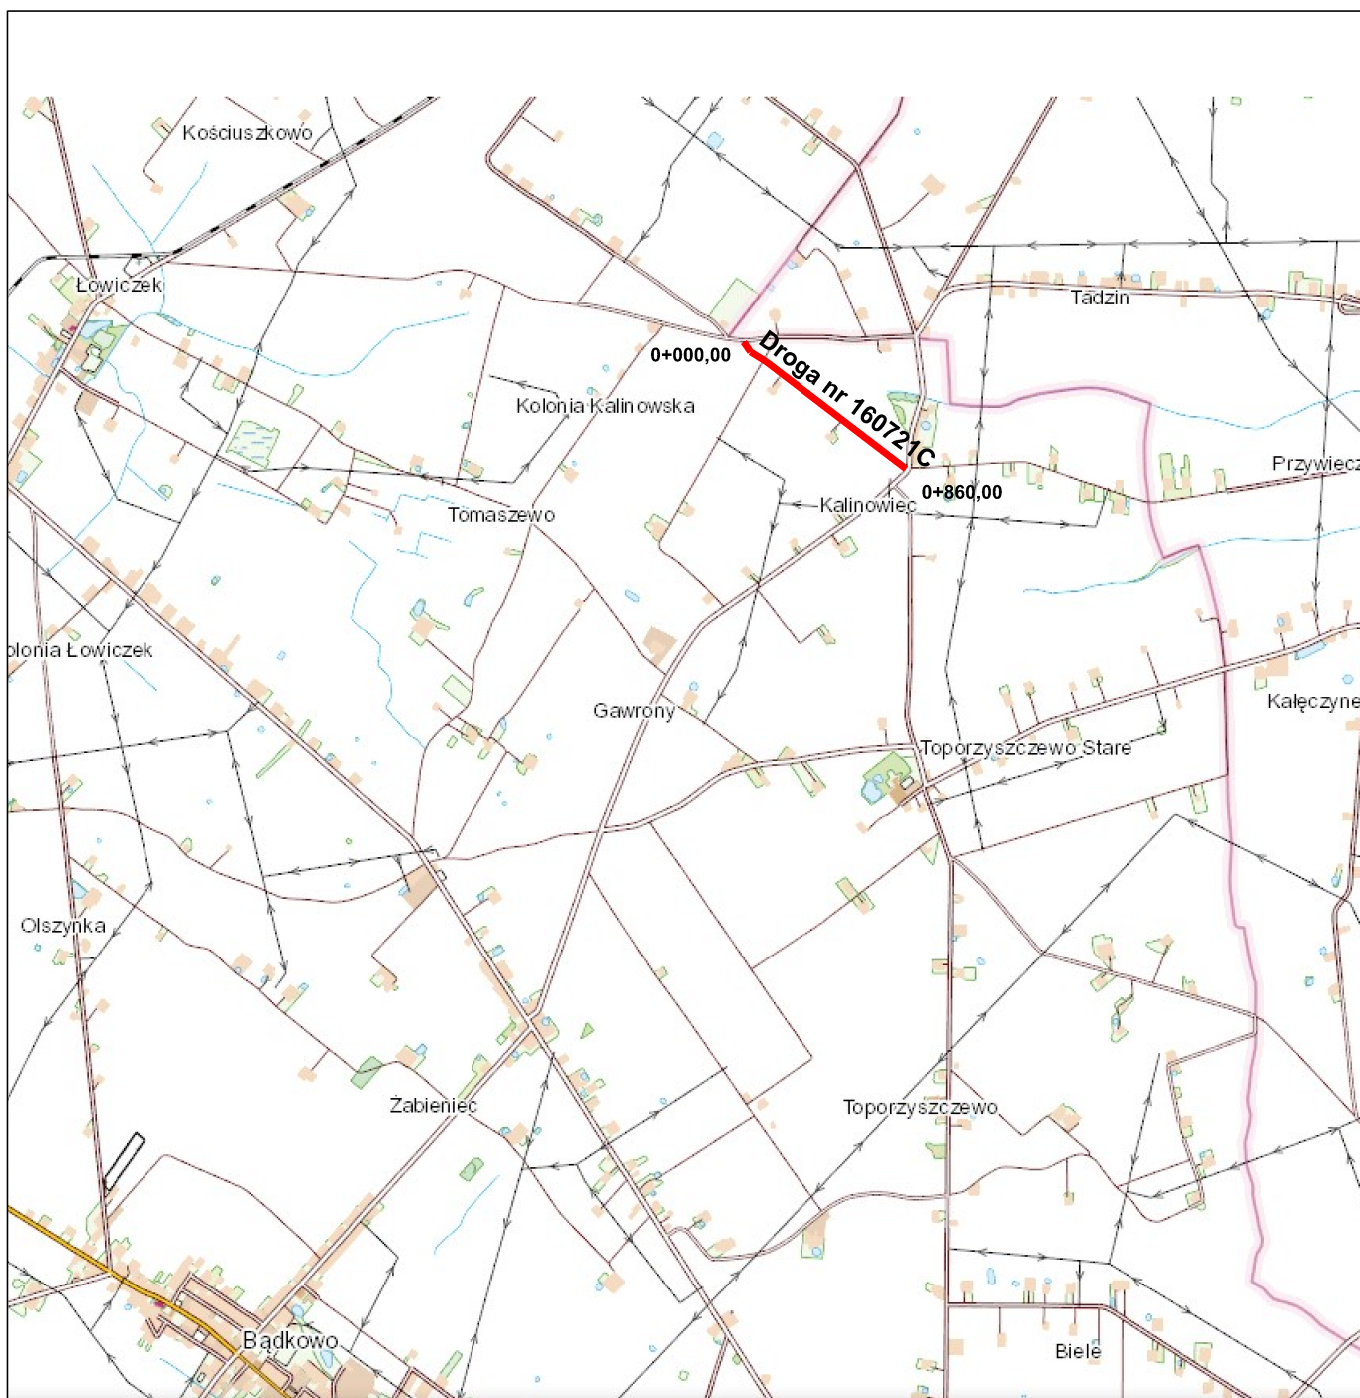 Kościuszkowo
Łowiczek
Tadzin
0+000,00
Droga nr 160721C
Kolonia Kalinowska
Przywiecz
0+860,00
Kalinowiec
Tomaszewo
olonia Łowiczek
Gawrony
Kałęczyne
Toporzyszczewo Stare
Olszynka
Żabieniec
Toporzyszczewo
Bądkowo
Biele